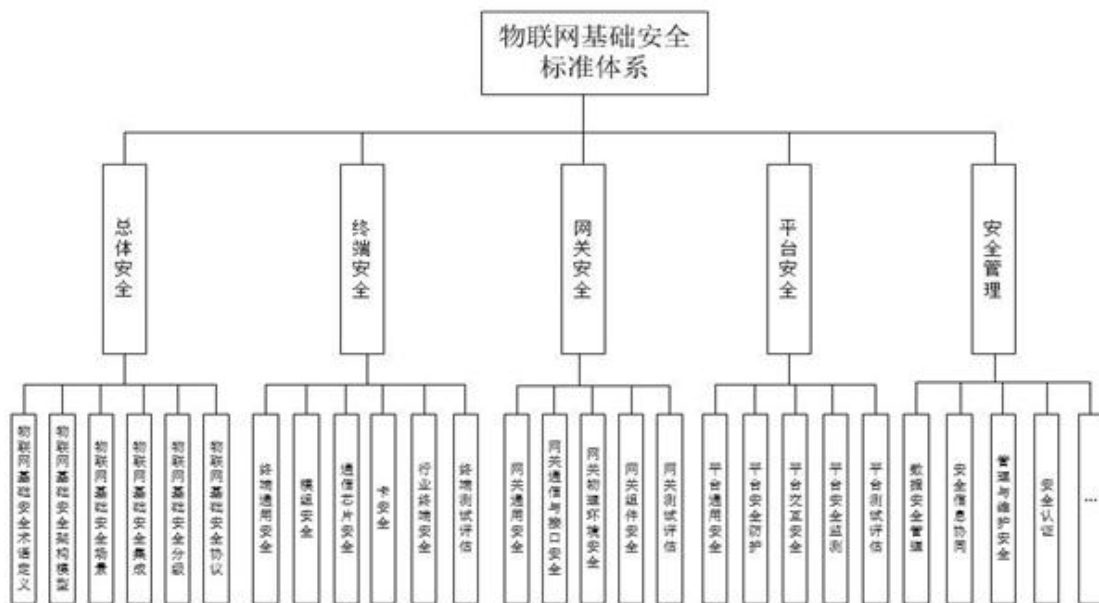 物联网基础安全
标准体系
总体安全
终端安全
网关安全
平台安全
安全管理
物联网基础安全术语定义
物联网基础安全架构模型
物联网基础安全场景
物联网基础安全集成
物联网基础安全分级
物联网基础安全协议
终端通用安全
模组安全
通信芯片安全
卡安全
行业终端安全
终端测试评估
网关通用安全
网关通信与接口安全
网关物理环境安全
网关组件安全
网关测试评估
平台通用安全
平台安全防护
平台交互安全
平台安全监测
平台测试评估
数据安全管理
安全信息协同
管理与维护安全
安全认证
…